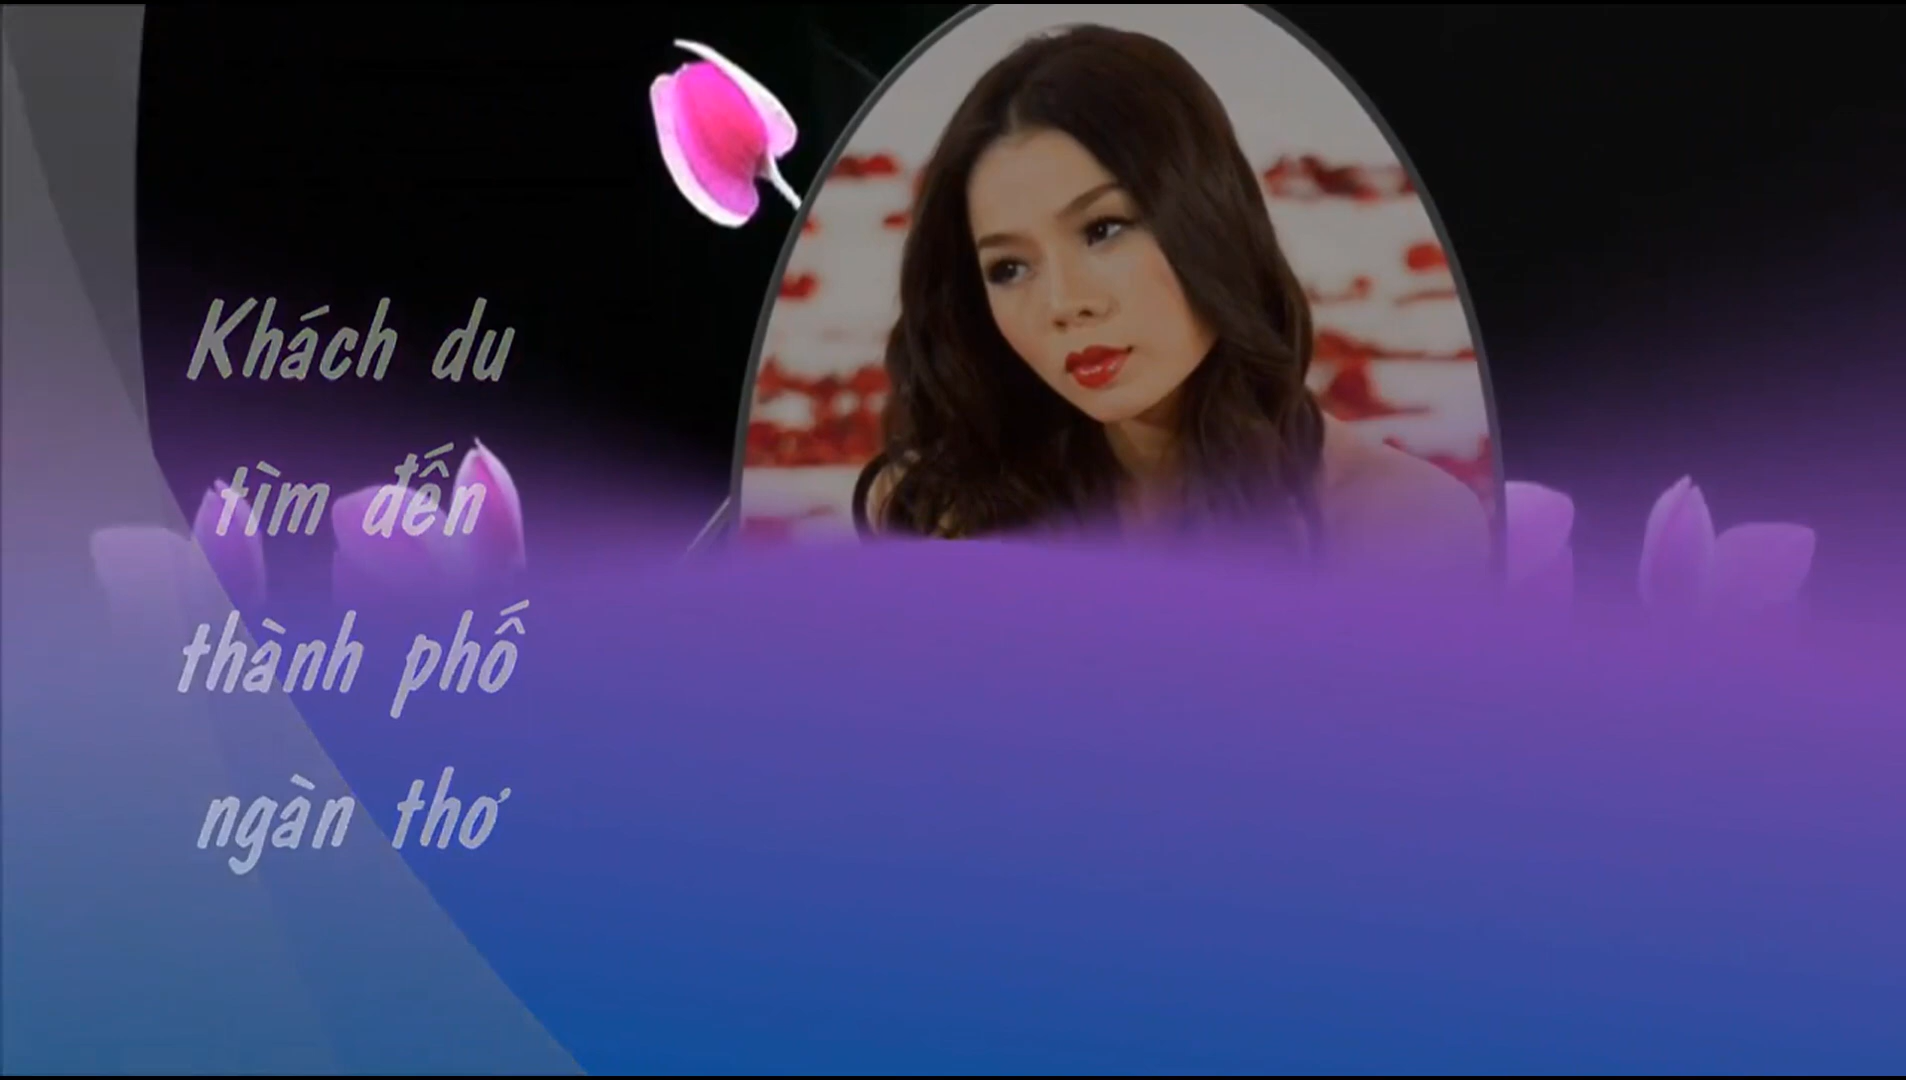 Khách du
tìm đến
thành phố
ngàn thơ